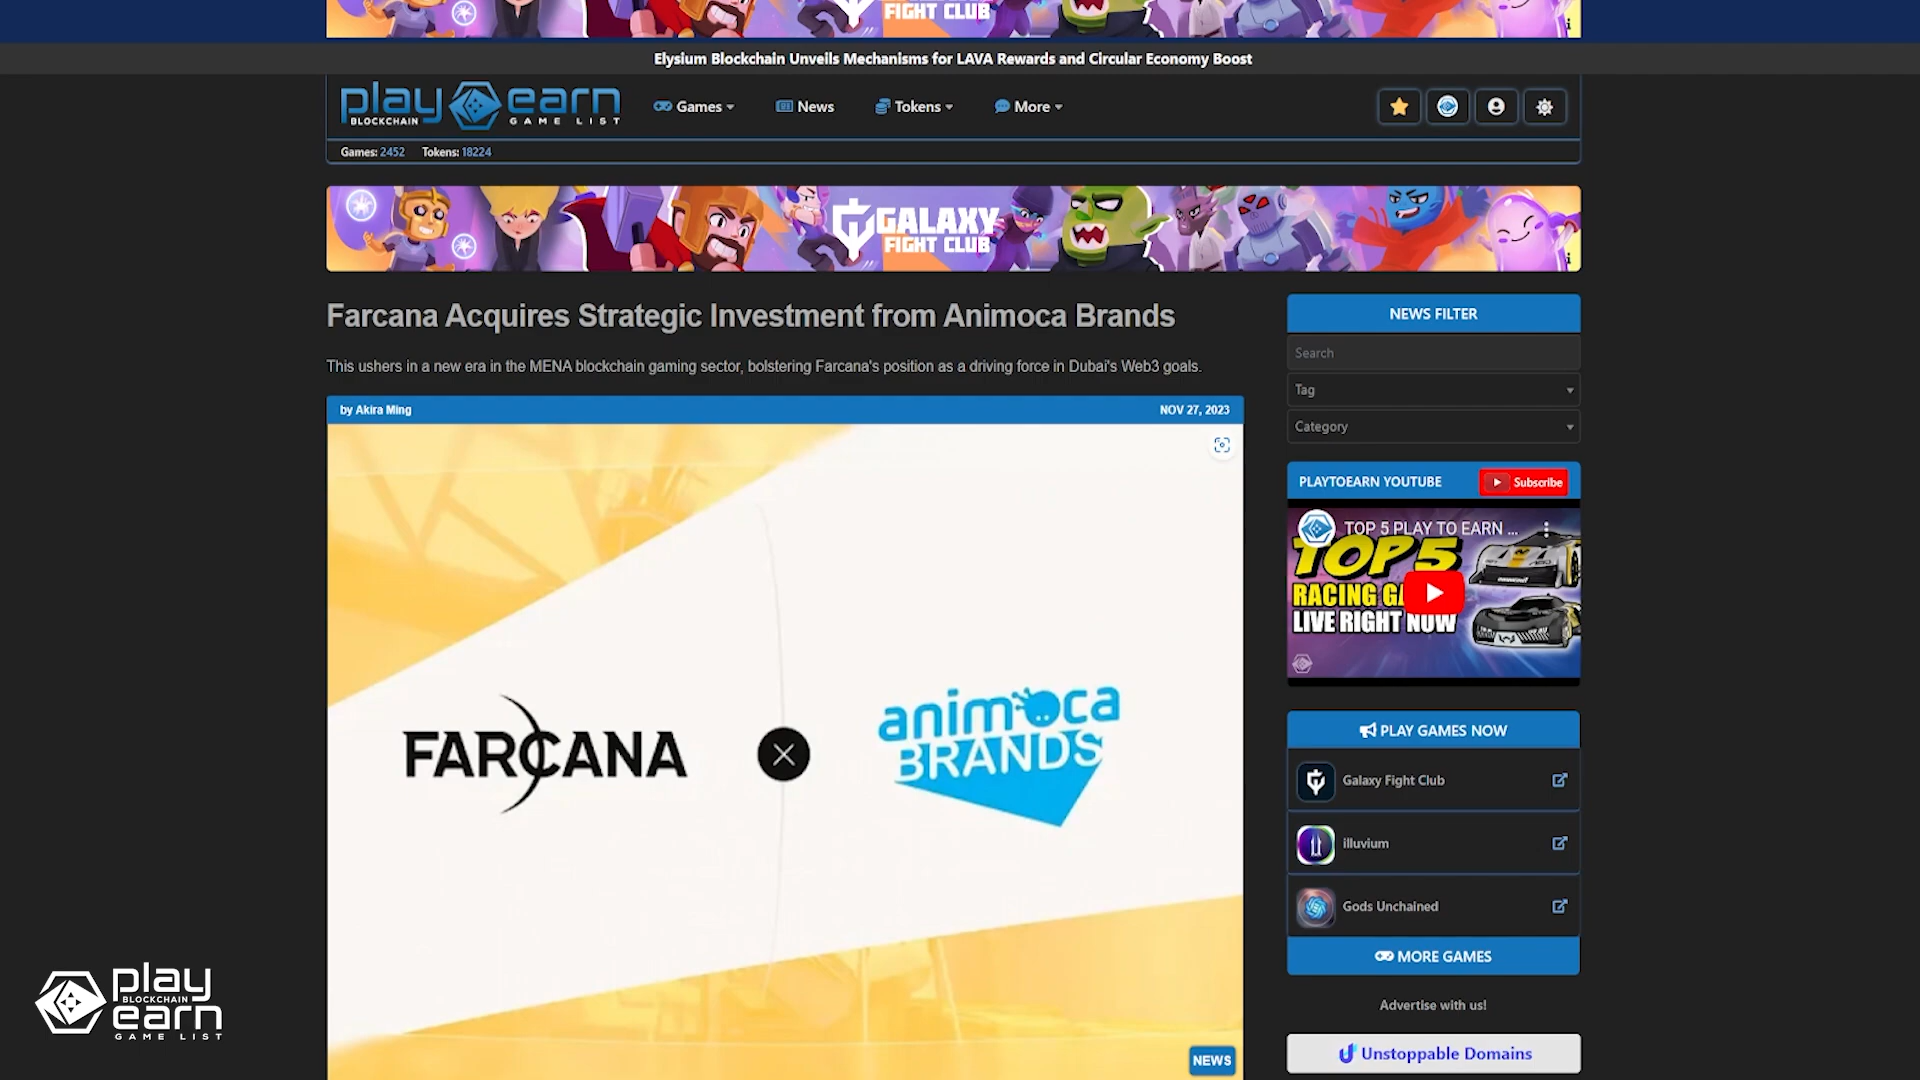 FIGHT CLUB
Elysium Blockchain Unveils Mechanisms for LAVA Rewards and Circular Economy Boost
play earn
BLOCKCHAIN GAME LIST
Games
News
Tokens
More
Games: 2452 Tokens: 18224
GALAXY
FIGHT CLUB
Farcana Acquires Strategic Investment from Animoca Brands
This ushers in a new era in the MENA blockchain gaming sector, bolstering Farcana's position as a driving force in Dubai's Web3 goals.
by Akira Ming
NOV 27, 2023
FARCANA
animoca
BRANDS
NEWS
NEWS FILTER
Search
Tag
Category
PLAYTOEARN YOUTUBE
Subscribe
TOP 5 PLAY TO EARN ...
TOP 5
RACING GA
LIVE RIGHT NOW
PLAY GAMES NOW
Galaxy Fight Club
illuvium
Gods Unchained
MORE GAMES
Advertise with us!
Unstoppable Domains
play
BLOCKCHAIN
earn
GAME LIST